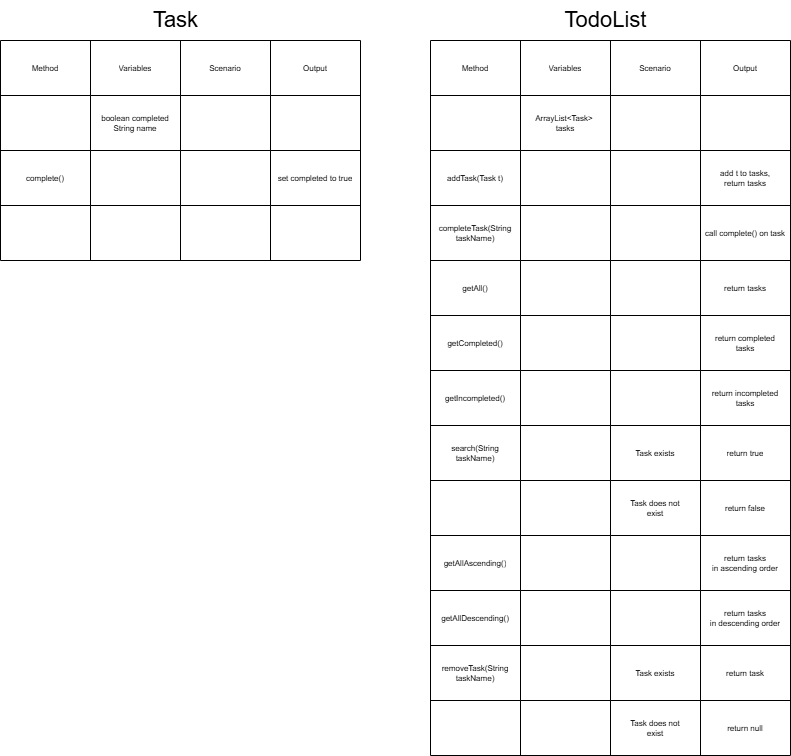 Task
Method Variables Scenario Output
boolean completed
String name
complete() set completed to true
TodoList
Method Variables Scenario Output
ArrayList<Task>
tasks
addTask(Task t) add t to tasks,
return tasks
completeTask(String
taskName) call complete() on task
getAll() return tasks
getCompleted() return completed
tasks
getIncompleted() return incompleted
tasks
search(String
taskName) Task exists return true
Task does not
exist return false
getAllAscending() return tasks
in ascending order
getAllDescending() return tasks
in descending order
removeTask(String
taskName) Task exists return task
Task does not
exist return null